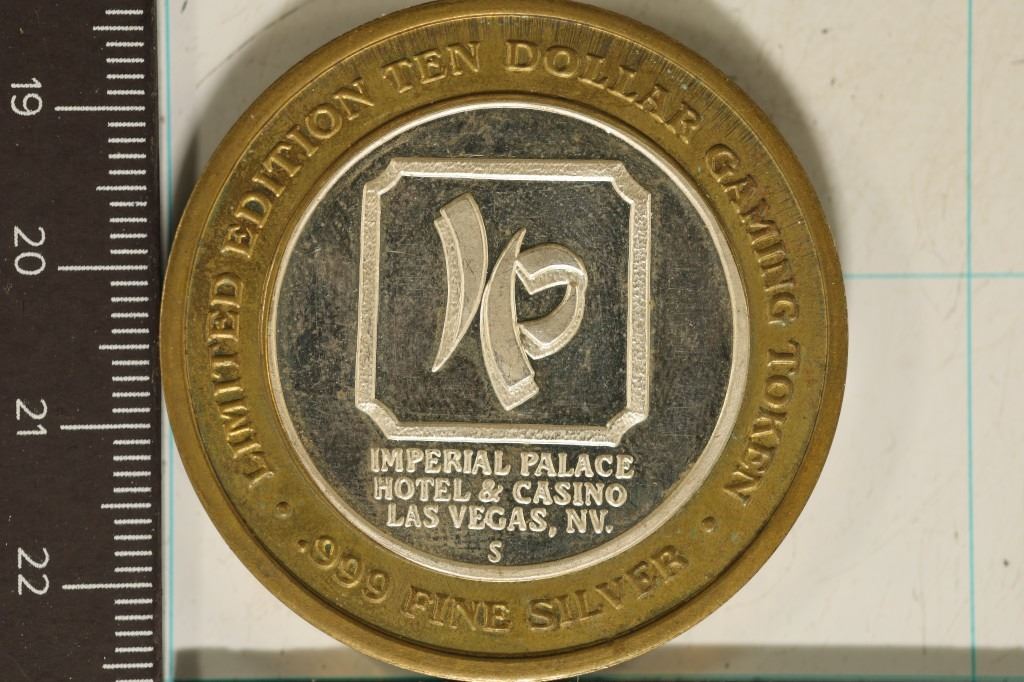 LIMITED EDITION TEN DOLLAR GAMING TOKEN
IP
IMPERIAL PALACE
HOTEL & CASINO
LAS VEGAS, NV.
S
• .999 FINE SILVER •
19
20
21
22